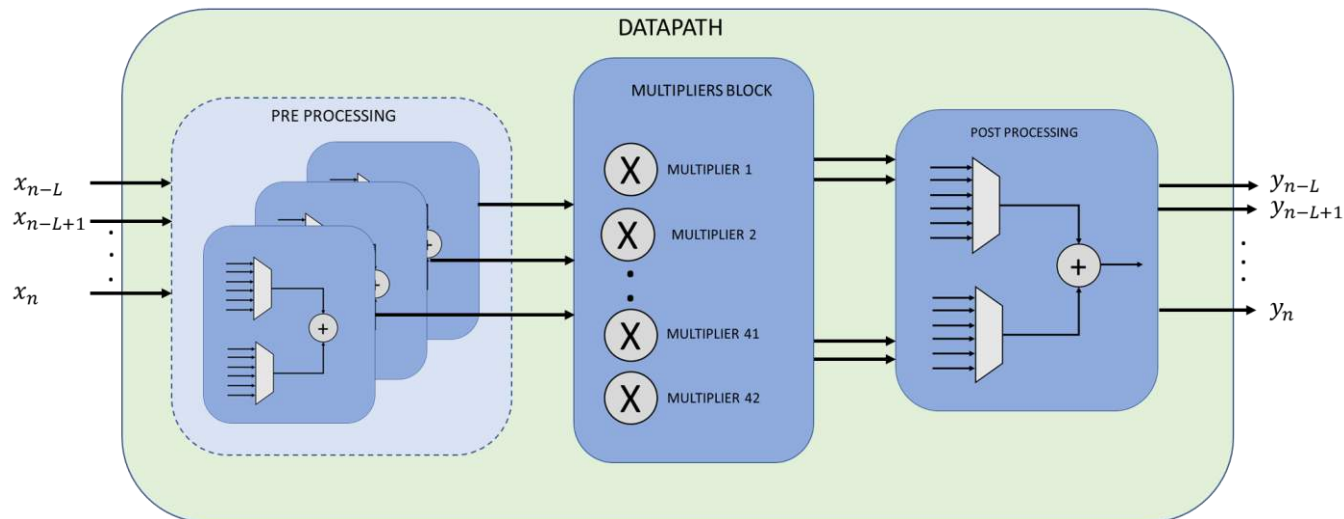 DATAPATH
PRE PROCESSING
MULTIPLIERS BLOCK
POST PROCESSING
x_{n-L}
x_{n-L+1}
⋮
x_n
+
+
+
X MULTIPLIER 1
X MULTIPLIER 2
⋮
X MULTIPLIER 41
X MULTIPLIER 42
+
y_{n-L}
y_{n-L+1}
⋮
y_n